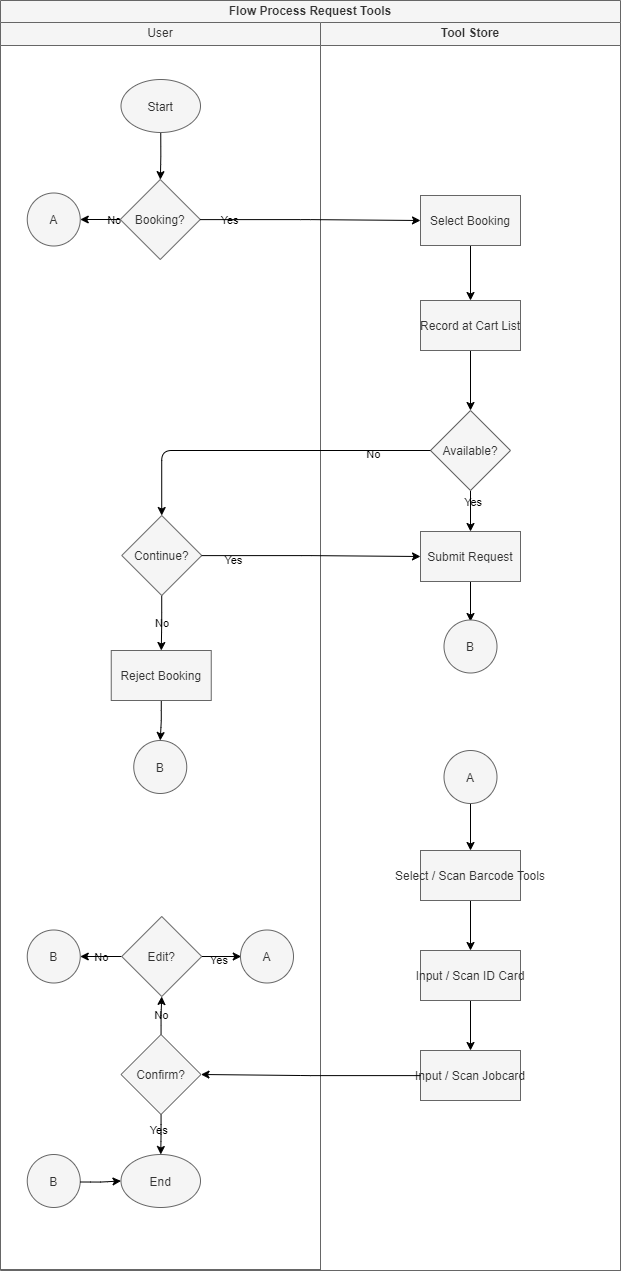 Flow Process Request Tools
User
Tool Store
Start
A
No
Booking?
Yes
Select Booking
Record at Cart List
Available?
No
Yes
Continue?
Yes
Submit Request
No
B
Reject Booking
B
A
Select / Scan Barcode Tools
B
No
Edit?
Yes
A
Input / Scan ID Card
No
Confirm?
Input / Scan Jobcard
Yes
B
End